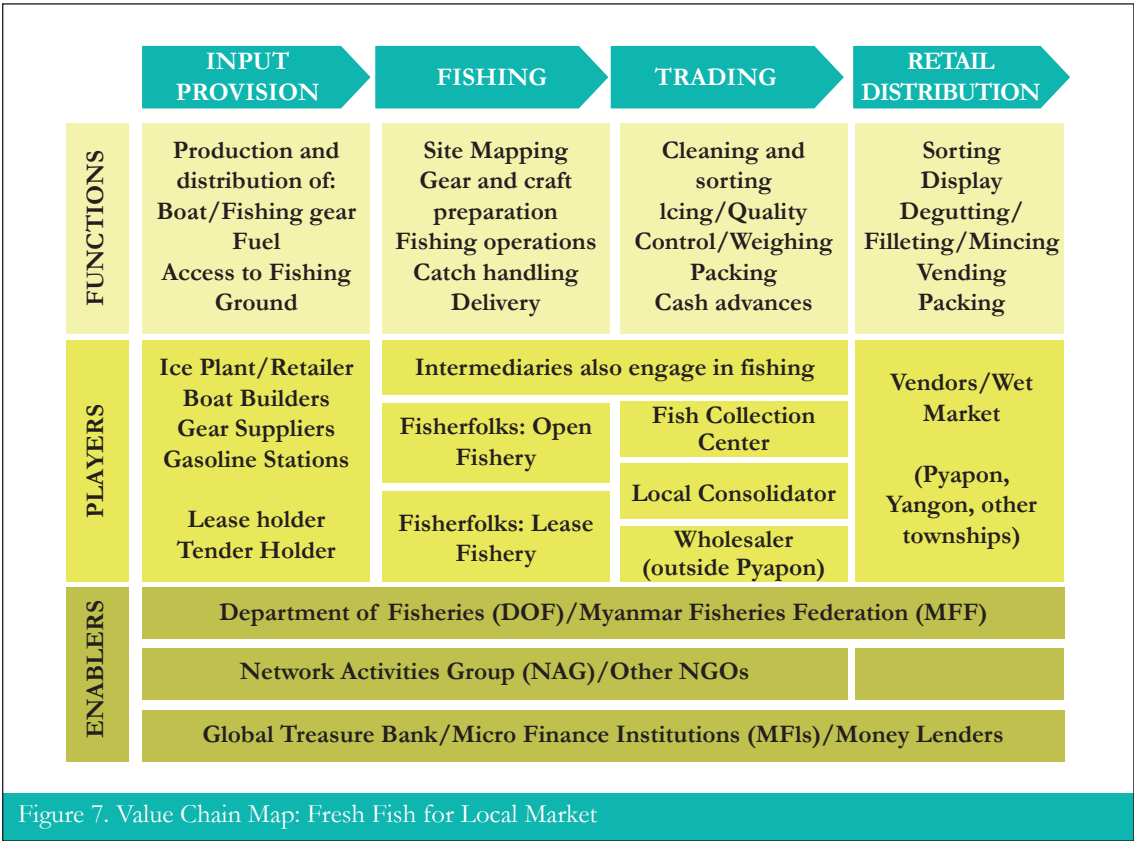 INPUT
PROVISION
FISHING
TRADING
RETAIL
DISTRIBUTION
FUNCTIONS
Production and
distribution of:
Boat/Fishing gear
Fuel
Access to Fishing
Ground
Site Mapping
Gear and craft
preparation
Fishing operations
Catch handling
Delivery
Cleaning and
sorting
lcing/Quality
Control/Weighing
Packing
Cash advances
Sorting
Display
Degutting/
Filleting/Mincing
Vending
Packing
PLAYERS
Ice Plant/Retailer
Boat Builders
Gear Suppliers
Gasoline Stations
Lease holder
Tender Holder
Intermediaries also engage in fishing
Fisherfolks: Open
Fishery
Fisherfolks: Lease
Fishery
Fish Collection
Center
Local Consolidator
Wholesaler
(outside Pyapon)
Vendors/Wet
Market
(Pyapon,
Yangon, other
townships)
ENABLERS
Department of Fisheries (DOF)/Myanmar Fisheries Federation (MFF)
Network Activities Group (NAG)/Other NGOs
Global Treasure Bank/Micro Finance Institutions (MFls)/Money Lenders
Figure 7. Value Chain Map: Fresh Fish for Local Market